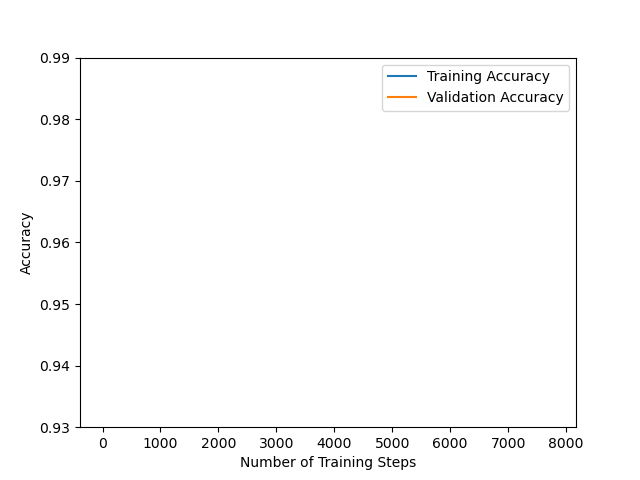 0.99
0.98
0.97
0.96
0.95
0.94
0.93
Accuracy
Training Accuracy
Validation Accuracy
0 1000 2000 3000 4000 5000 6000 7000 8000
Number of Training Steps